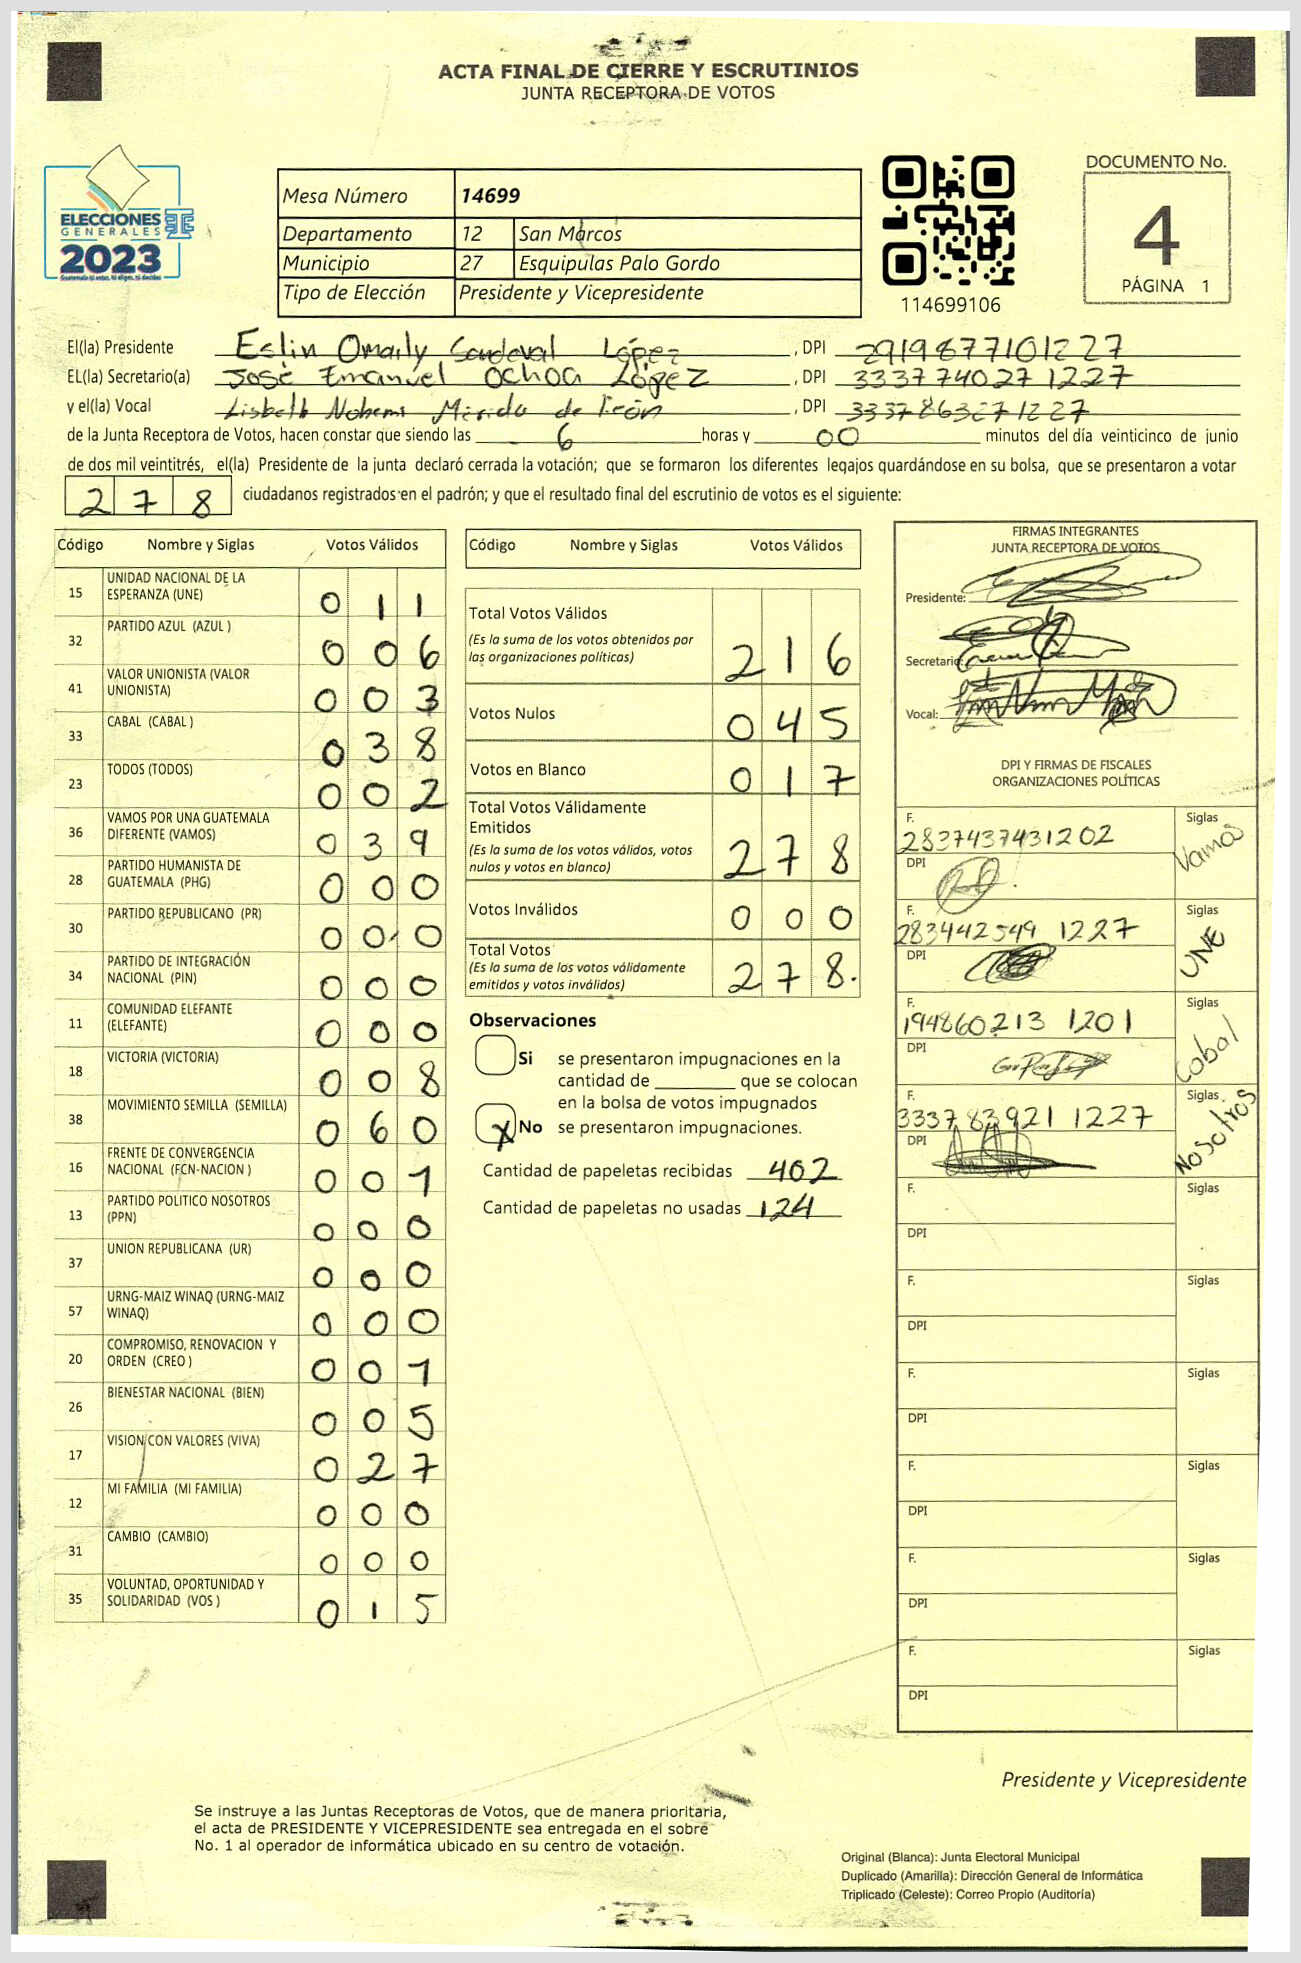 ACTA FINAL DE CIERRE Y ESCRUTINIOS
JUNTA RECEPTORA DE VOTOS
ELECCIONES
GENERALES
2023
Mesa Número 14699
Departamento 12 San Marcos
Municipio 27 Esquipulas Palo Gordo
Tipo de Elección Presidente y Vicepresidente
114699106
DOCUMENTO No.
4
PÁGINA 1
El(la) Presidente Eslin Omaily Sandoval López, DPI 2919877101227
EL(la) Secretario(a) José Emanuel Ochoa López, DPI 3337740271227
y el(la) Vocal Lisbeth Nohemi Mérida de león, DPI 3337863271227
de la Junta Receptora de Votos, hacen constar que siendo las 6 horas y 00 minutos del día veinticinco de junio
de dos mil veintitrés, el(la) Presidente de la junta declaró cerrada la votación; que se formaron los diferentes legajos quardándose en su bolsa, que se presentaron a votar
278 ciudadanos registrados en el padrón; y que el resultado final del escrutinio de votos es el siguiente:
Código Nombre y Siglas Votos Válidos
15 UNIDAD NACIONAL DE LA ESPERANZA (UNE) 0 1 1
32 PARTIDO AZUL (AZUL ) 0 0 6
41 VALOR UNIONISTA (VALOR UNIONISTA) 0 0 3
33 CABAL (CABAL ) 0 3 8
23 TODOS (TODOS) 0 0 2
36 VAMOS POR UNA GUATEMALA DIFERENTE (VAMOS) 0 3 9
28 PARTIDO HUMANISTA DE GUATEMALA (PHG) 0 0 0
30 PARTIDO REPUBLICANO (PR) 0 0 0
34 PARTIDO DE INTEGRACIÓN NACIONAL (PIN) 0 0 0
11 COMUNIDAD ELEFANTE (ELEFANTE) 0 0 0
18 VICTORIA (VICTORIA) 0 0 8
38 MOVIMIENTO SEMILLA (SEMILLA) 0 6 0
16 FRENTE DE CONVERGENCIA NACIONAL (FCN-NACION ) 0 0 1
13 PARTIDO POLITICO NOSOTROS (PPN) 0 0 0
37 UNION REPUBLICANA (UR) 0 0 0
57 URNG-MAIZ WINAQ (URNG-MAIZ WINAQ) 0 0 0
20 COMPROMISO, RENOVACION Y ORDEN (CREO ) 0 0 1
26 BIENESTAR NACIONAL (BIEN) 0 0 5
17 VISION CON VALORES (VIVA) 0 2 7
12 MI FAMILIA (MI FAMILIA) 0 0 0
31 CAMBIO (CAMBIO) 0 0 0
35 VOLUNTAD, OPORTUNIDAD Y SOLIDARIDAD (VOS ) 0 1 5
Código Nombre y Siglas Votos Válidos
Total Votos Válidos 2 1 6
(Es la suma de los votos obtenidos por
las organizaciones políticas)
Votos Nulos 0 4 5
Votos en Blanco 0 1 7
Total Votos Válidamente
Emitidos 2 7 8
(Es la suma de los votos válidos, votos
nulos y votos en blanco)
Votos Inválidos 0 0 0
Total Votos 2 7 8.
(Es la suma de los votos válidamente
emitidos y votos inválidos)
Observaciones
Si se presentaron impugnaciones en la
cantidad de ________ que se colocan
en la bolsa de votos impugnados
X No se presentaron impugnaciones.
Cantidad de papeletas recibidas 402
Cantidad de papeletas no usadas 124
FIRMAS INTEGRANTES
JUNTA RECEPTORA DE VOTOS
Presidente:
Secretario:
Vocal:
DPI Y FIRMAS DE FISCALES
ORGANIZACIONES POLÍTICAS
F. 2837437431202 Siglas Vamos
DPI
F. 283442549 1227 Siglas UNE
DPI
F. 194860213 1201 Siglas Cabal
DPI
F. 3337 83921 1227 Siglas Nosotros
DPI
F. Siglas
DPI
F. Siglas
DPI
F. Siglas
DPI
F. Siglas
DPI
F. Siglas
DPI
F. Siglas
DPI
Presidente y Vicepresidente
Se instruye a las Juntas Receptoras de Votos, que de manera prioritaria,
el acta de PRESIDENTE Y VICEPRESIDENTE sea entregada en el sobre
No. 1 al operador de informática ubicado en su centro de votación.
Original (Blanca): Junta Electoral Municipal
Duplicado (Amarilla): Dirección General de Informática
Triplicado (Celeste): Correo Propio (Auditoría)